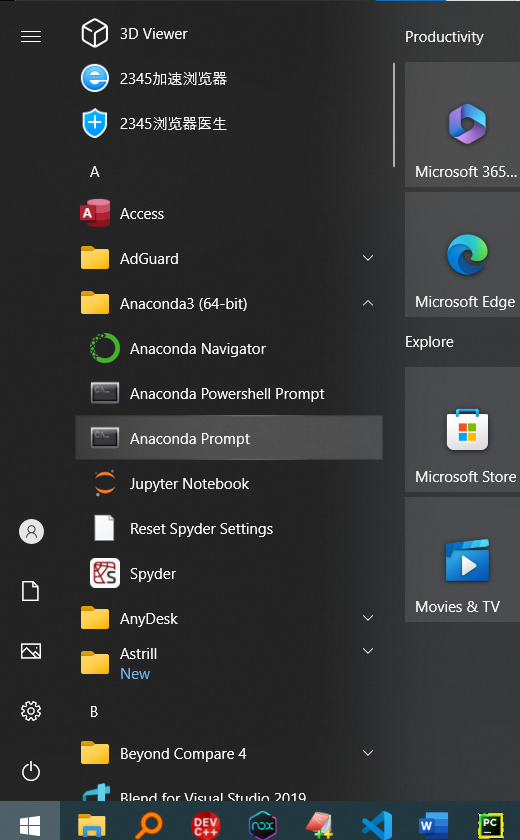 3D Viewer
2345加速浏览器
2345浏览器医生
A
Access
AdGuard
Anaconda3 (64-bit)
Anaconda Navigator
Anaconda Powershell Prompt
Anaconda Prompt
Jupyter Notebook
Reset Spyder Settings
Spyder
AnyDesk
Astrill
New
B
Beyond Compare 4
Blend for Visual Studio 2019
Productivity
Microsoft 365...
Microsoft Edge
Explore
Microsoft Store
Movies & TV
DEV
C++
nox
W
PC